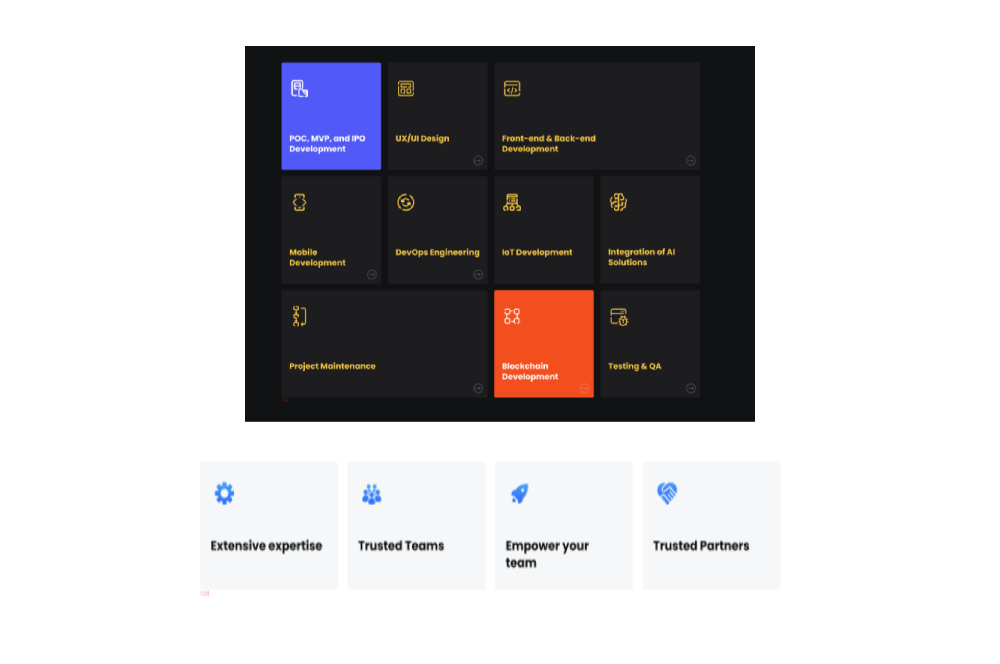 POC, MVP, and IPO
Development
UX/UI Design
Front-end & Back-end
Development
Mobile
Development
DevOps Engineering
IoT Development
Integration of AI
Solutions
Project Maintenance
Blockchain
Development
Testing & QA
Extensive expertise
Trusted Teams
Empower your
team
Trusted Partners